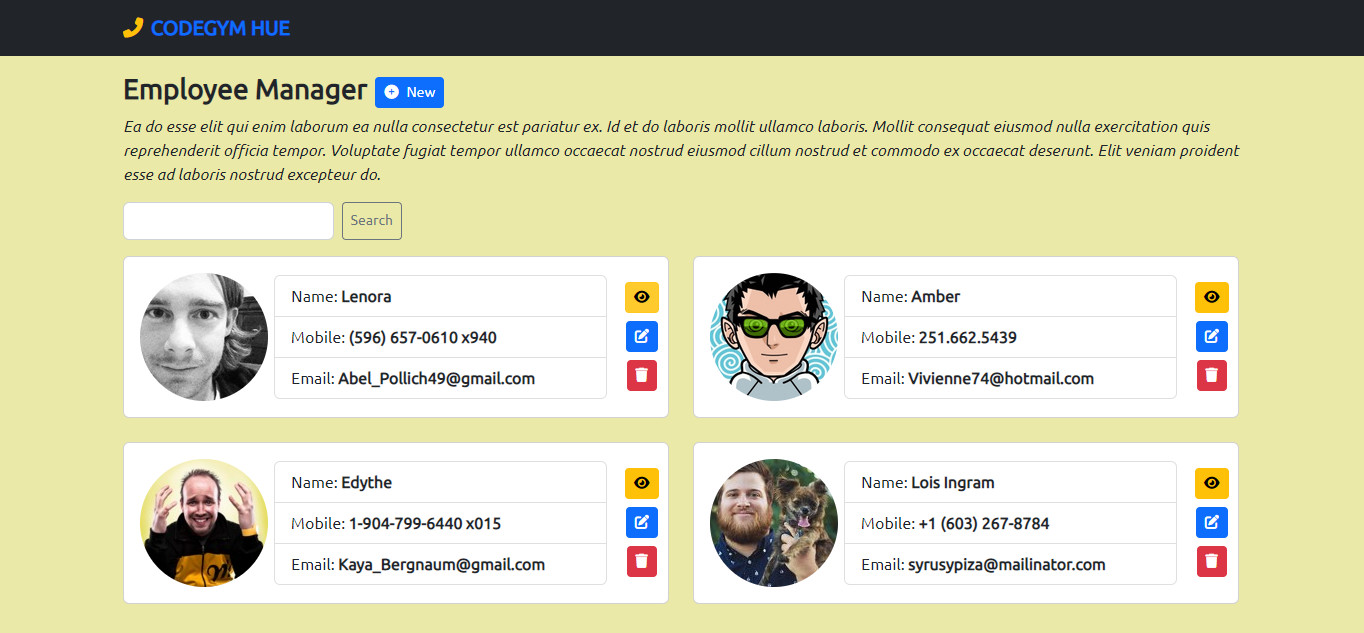 CODEGYM HUE
Employee Manager New
Ea do esse elit qui enim laborum ea nulla consectetur est pariatur ex. Id et do laboris mollit ullamco laboris. Mollit consequat eiusmod nulla exercitation quis
reprehenderit officia tempor. Voluptate fugiat tempor ullamco occaecat nostrud eiusmod cillum nostrud et commodo ex occaecat deserunt. Elit veniam proident
esse ad laboris nostrud excepteur do.
Search
Name: Lenora
Mobile: (596) 657-0610 x940
Email: Abel_Pollich49@gmail.com
Name: Amber
Mobile: 251.662.5439
Email: Vivienne74@hotmail.com
Name: Edythe
Mobile: 1-904-799-6440 x015
Email: Kaya_Bergnaum@gmail.com
Name: Lois Ingram
Mobile: +1 (603) 267-8784
Email: syrusypiza@mailinator.com